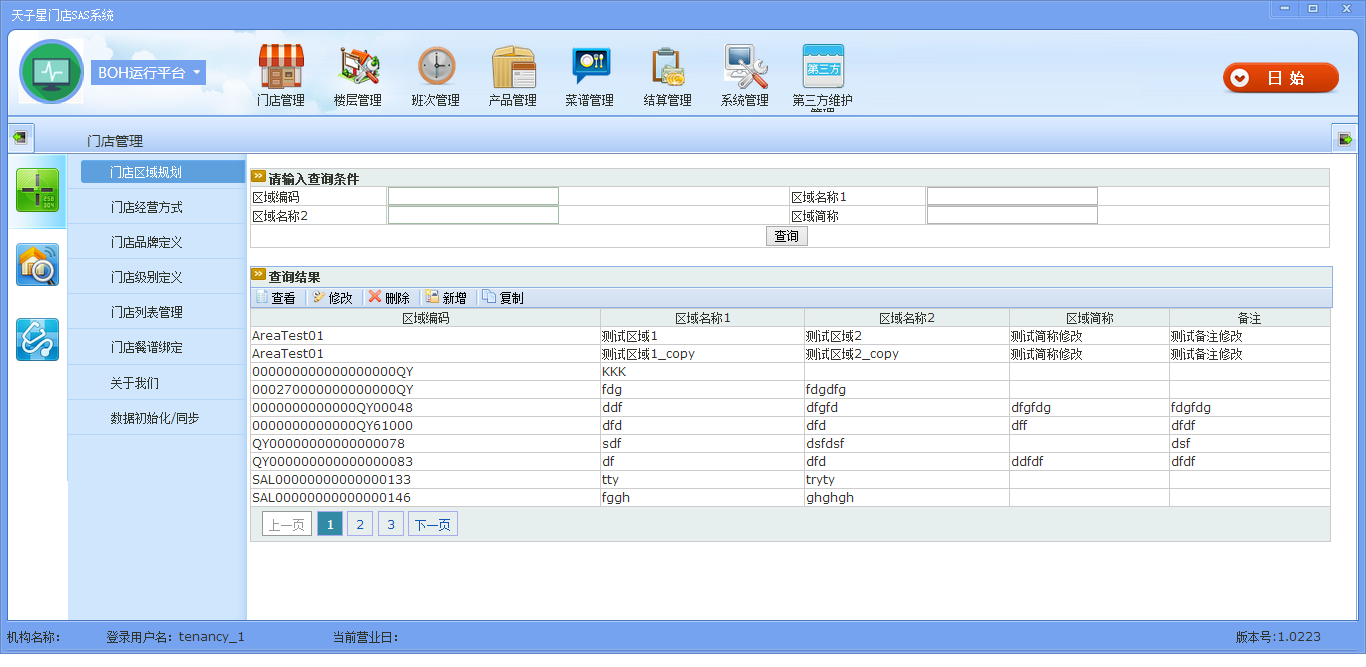 天子星门店SAS系统
BOH运行平台
门店管理 楼层管理 班次管理 产品管理 菜谱管理 结算管理 系统管理 第三方维护管理
第三方
日 始
门店管理
门店区域规划
门店经营方式
门店品牌定义
门店级别定义
门店列表管理
门店餐谱绑定
关于我们
数据初始化/同步
请输入查询条件
区域编码 区域名称1
区域名称2 区域简称
查询
查询结果
查看 修改 删除 新增 复制
区域编码 区域名称1 区域名称2 区域简称 备注
AreaTest01 测试区域1 测试区域2 测试简称修改 测试备注修改
AreaTest01 测试区域1_copy 测试区域2_copy 测试简称修改 测试备注修改
000000000000000000QY KKK
000270000000000000QY fdg fdgdfg
0000000000000QY00048 ddf dfgfd dfgfdg fdgfdg
0000000000000QY61000 dfd dfd dff dfdf
QY00000000000000078 sdf dsfdsf dsf
QY000000000000000083 df dfd ddfdf dfdf
SAL00000000000000133 tty tryty
SAL00000000000000146 fggh ghghgh
上一页 1 2 3 下一页
机构名称: 登录用户名: tenancy_1 当前营业日: 版本号:1.0223